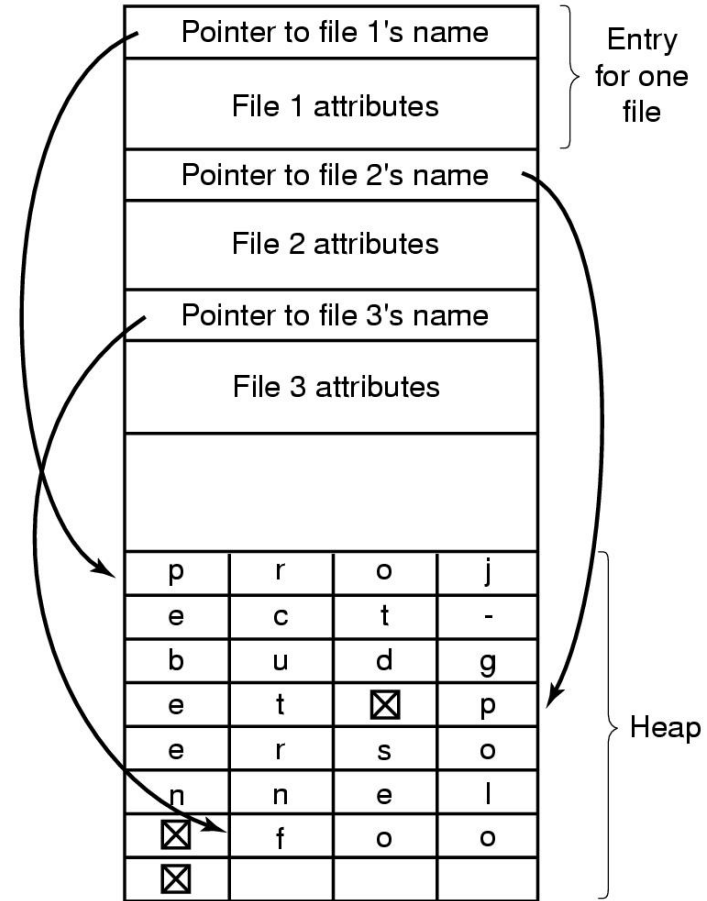 Pointer to file 1's name
File 1 attributes
Entry
for one
file
Pointer to file 2's name
File 2 attributes
Pointer to file 3's name
File 3 attributes
p r o j
e c t -
b u d g
e t ☒ p
e r s o
n n e l
☒ f o o
☒
Heap